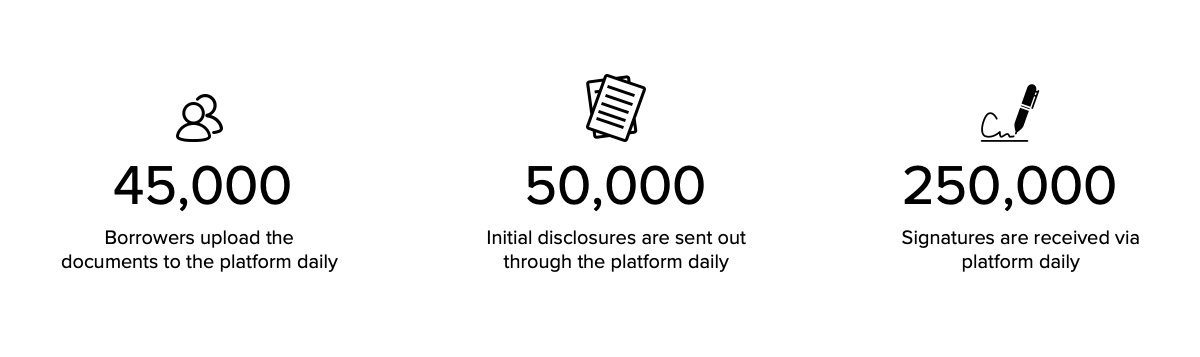 45,000
Borrowers upload the
documents to the platform daily
50,000
Initial disclosures are sent out
through the platform daily
250,000
Signatures are received via
platform daily